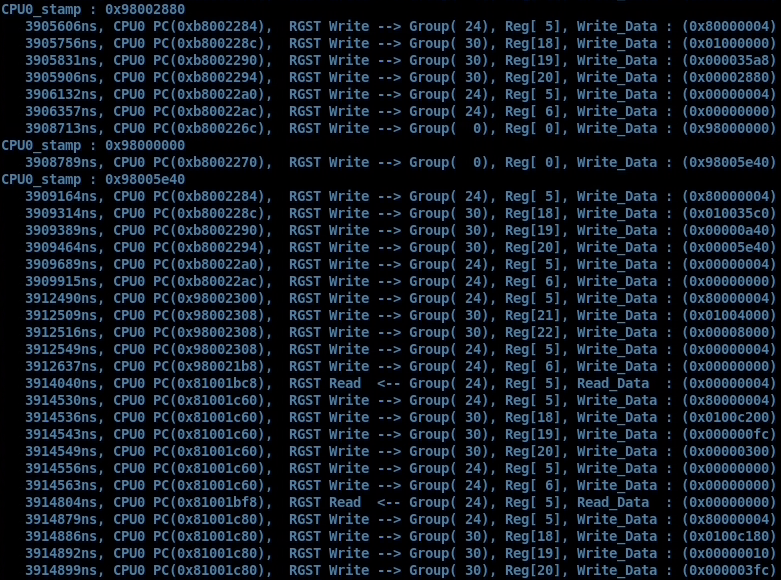 CPU0_stamp : 0x98002880
3905606ns, CPU0 PC(0xb8002284),  RGST Write --> Group( 24), Reg[ 5], Write_Data : (0x80000004)
3905756ns, CPU0 PC(0xb800228c),  RGST Write --> Group( 30), Reg[18], Write_Data : (0x01000000)
3905831ns, CPU0 PC(0xb8002290),  RGST Write --> Group( 30), Reg[19], Write_Data : (0x000035a8)
3905906ns, CPU0 PC(0xb8002294),  RGST Write --> Group( 30), Reg[20], Write_Data : (0x00002880)
3906132ns, CPU0 PC(0xb80022a0),  RGST Write --> Group( 24), Reg[ 5], Write_Data : (0x00000004)
3906357ns, CPU0 PC(0xb80022ac),  RGST Write --> Group( 24), Reg[ 6], Write_Data : (0x00000000)
3908713ns, CPU0 PC(0xb800226c),  RGST Write --> Group(  0), Reg[ 0], Write_Data : (0x98000000)
CPU0_stamp : 0x98000000
3908789ns, CPU0 PC(0xb8002270),  RGST Write --> Group(  0), Reg[ 0], Write_Data : (0x98005e40)
CPU0_stamp : 0x98005e40
3909164ns, CPU0 PC(0xb8002284),  RGST Write --> Group( 24), Reg[ 5], Write_Data : (0x80000004)
3909314ns, CPU0 PC(0xb800228c),  RGST Write --> Group( 30), Reg[18], Write_Data : (0x010035c0)
3909389ns, CPU0 PC(0xb8002290),  RGST Write --> Group( 30), Reg[19], Write_Data : (0x00000a40)
3909464ns, CPU0 PC(0xb8002294),  RGST Write --> Group( 30), Reg[20], Write_Data : (0x00005e40)
3909689ns, CPU0 PC(0xb80022a0),  RGST Write --> Group( 24), Reg[ 5], Write_Data : (0x00000004)
3909915ns, CPU0 PC(0xb80022ac),  RGST Write --> Group( 24), Reg[ 6], Write_Data : (0x00000000)
3912490ns, CPU0 PC(0x98002300),  RGST Write --> Group( 24), Reg[ 5], Write_Data : (0x80000004)
3912509ns, CPU0 PC(0x98002308),  RGST Write --> Group( 30), Reg[21], Write_Data : (0x01004000)
3912516ns, CPU0 PC(0x98002308),  RGST Write --> Group( 30), Reg[22], Write_Data : (0x00008000)
3912549ns, CPU0 PC(0x98002308),  RGST Write --> Group( 24), Reg[ 5], Write_Data : (0x00000004)
3912637ns, CPU0 PC(0x980021b8),  RGST Write --> Group( 24), Reg[ 6], Write_Data : (0x00000000)
3914040ns, CPU0 PC(0x81001bc8),  RGST Read  <-- Group( 24), Reg[ 5], Read_Data  : (0x00000004)
3914530ns, CPU0 PC(0x81001c60),  RGST Write --> Group( 24), Reg[ 5], Write_Data : (0x80000004)
3914536ns, CPU0 PC(0x81001c60),  RGST Write --> Group( 30), Reg[18], Write_Data : (0x0100c200)
3914543ns, CPU0 PC(0x81001c60),  RGST Write --> Group( 30), Reg[19], Write_Data : (0x000000fc)
3914549ns, CPU0 PC(0x81001c60),  RGST Write --> Group( 30), Reg[20], Write_Data : (0x00000300)
3914556ns, CPU0 PC(0x81001c60),  RGST Write --> Group( 24), Reg[ 5], Write_Data : (0x00000000)
3914563ns, CPU0 PC(0x81001c60),  RGST Write --> Group( 24), Reg[ 6], Write_Data : (0x00000000)
3914804ns, CPU0 PC(0x81001bf8),  RGST Read  <-- Group( 24), Reg[ 5], Read_Data  : (0x00000000)
3914879ns, CPU0 PC(0x81001c80),  RGST Write --> Group( 24), Reg[ 5], Write_Data : (0x80000004)
3914886ns, CPU0 PC(0x81001c80),  RGST Write --> Group( 30), Reg[18], Write_Data : (0x0100c180)
3914892ns, CPU0 PC(0x81001c80),  RGST Write --> Group( 30), Reg[19], Write_Data : (0x00000010)
3914899ns, CPU0 PC(0x81001c80),  RGST Write --> Group( 30), Reg[20], Write_Data : (0x000003fc)